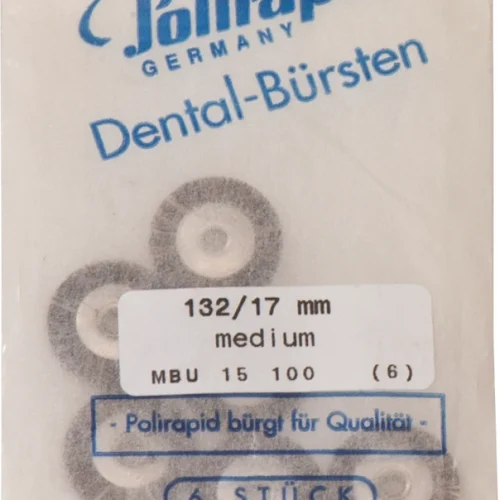 GERMANY
Dental-Bürsten
132/17 mm
medium
MBU 15 100 (6)
- Polirapid bürgt für Qualität -
6 STÜCK